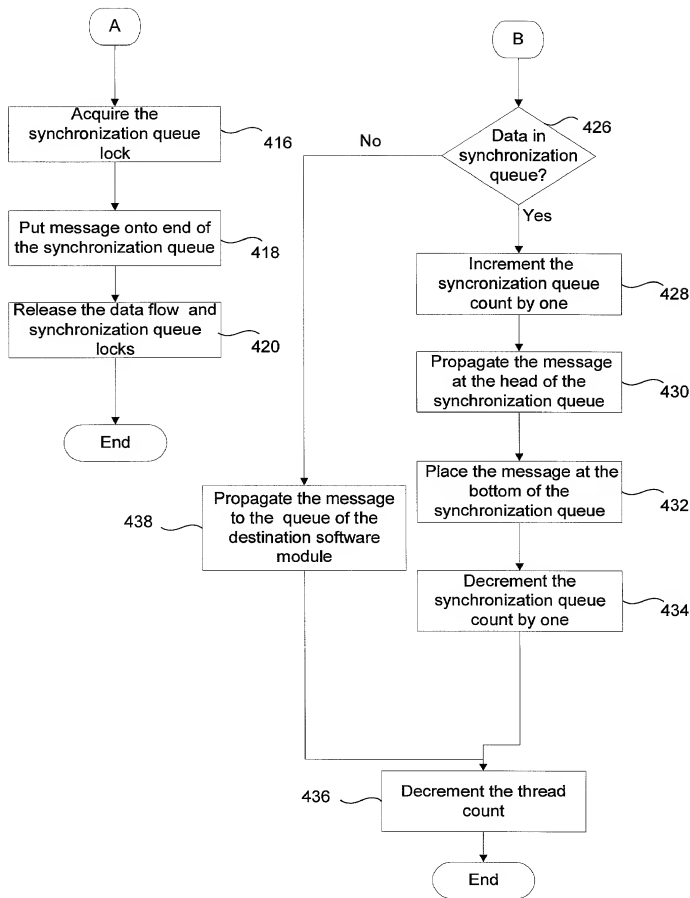 A
Acquire the
synchronization queue
lock
416
Put message onto end of
the synchronization queue
418
Release the data flow and
synchronization queue
locks
420
End
B
Data in
synchronization
queue?
426
No
Yes
Increment the
syncronization queue
count by one
428
Propagate the message
at the head of the
synchronization queue
430
Place the message at the
bottom of the
synchronization queue
432
Decrement the
synchronization queue
count by one
434
Propagate the message
to the queue of the
destination software
module
438
Decrement the thread
count
436
End